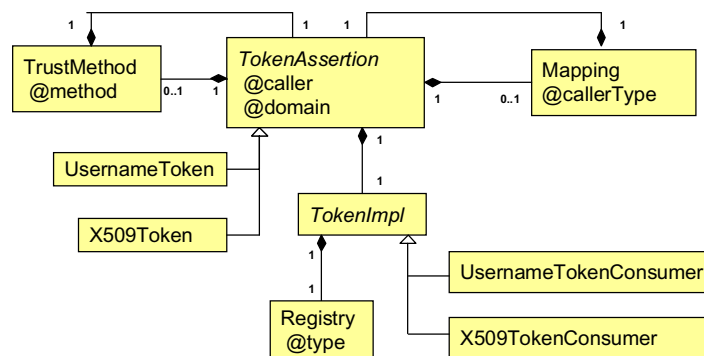 1
1
1
1
TrustMethod
@method
0..1
1
TokenAssertion
@caller
@domain
1
0..1
Mapping
@callerType
UsernameToken
X509Token
1
1
TokenImpl
1
1
Registry
@type
UsernameTokenConsumer
X509TokenConsumer